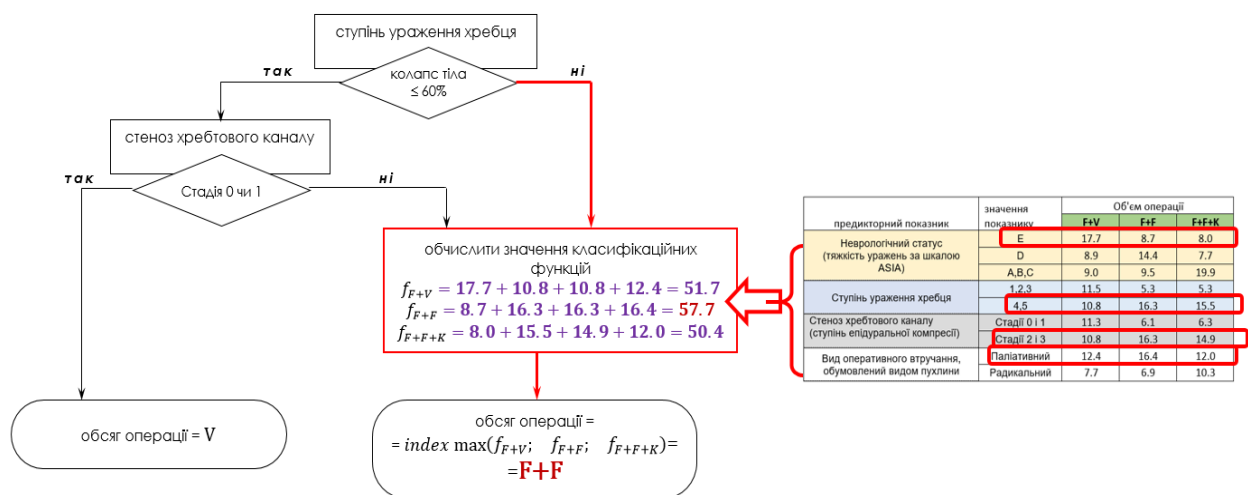 ступінь ураження хребця
колапс тіла
≤ 60%
так
ні
стеноз хребтового каналу
Стадія 0 чи 1
так
ні
обчислити значення класифікаційних
функцій
f_{F+V} = 17.7 + 10.8 + 10.8 + 12.4 = 51.7
f_{F+F} = 8.7 + 16.3 + 16.3 + 16.4 = 57.7
f_{F+F+K} = 8.0 + 15.5 + 14.9 + 12.0 = 50.4
обсяг операції = V
обсяг операції =
= index max(f_{F+V}; f_{F+F}; f_{F+F+K})=
=F+F
предикторний показник значення показнику Об'єм операції
F+V F+F F+F+K
Неврологічний статус
(тяжкість уражень за шкалою
ASIA)
E 17.7 8.7 8.0
D 8.9 14.4 7.7
A,B,C 9.0 9.5 19.9
Ступінь ураження хребця
1,2,3 11.5 5.3 5.3
4,5 10.8 16.3 15.5
Стеноз хребтового каналу
(ступінь епідуральної компресії)
Стадії 0 і 1 11.3 6.1 6.3
Стадії 2 і 3 10.8 16.3 14.9
Вид оперативного втручання,
обумовлений видом пухлини
Паліативний 12.4 16.4 12.0
Радикальний 7.7 6.9 10.3